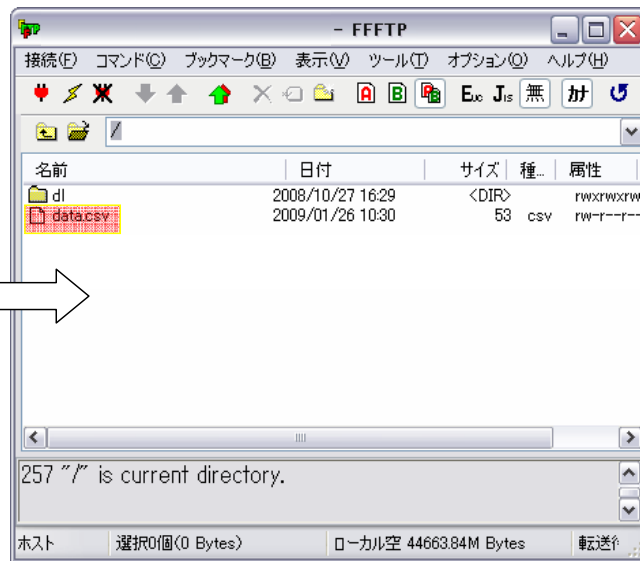 - FFFTP
接続(F) コマンド(C) ブックマーク(B) 表示(V) ツール(T) オプション(O) ヘルプ(H)
A B Euc JIS 無 カナ
/
名前 日付 サイズ 種... 属性
dl 2008/10/27 16:29 <DIR> rwxrwxrw
data.csv 2009/01/26 10:30 53 csv rw-r--r--
257 "/" is current directory.
ホスト 選択0個(0 Bytes) ローカル空 44663.84M Bytes 転送